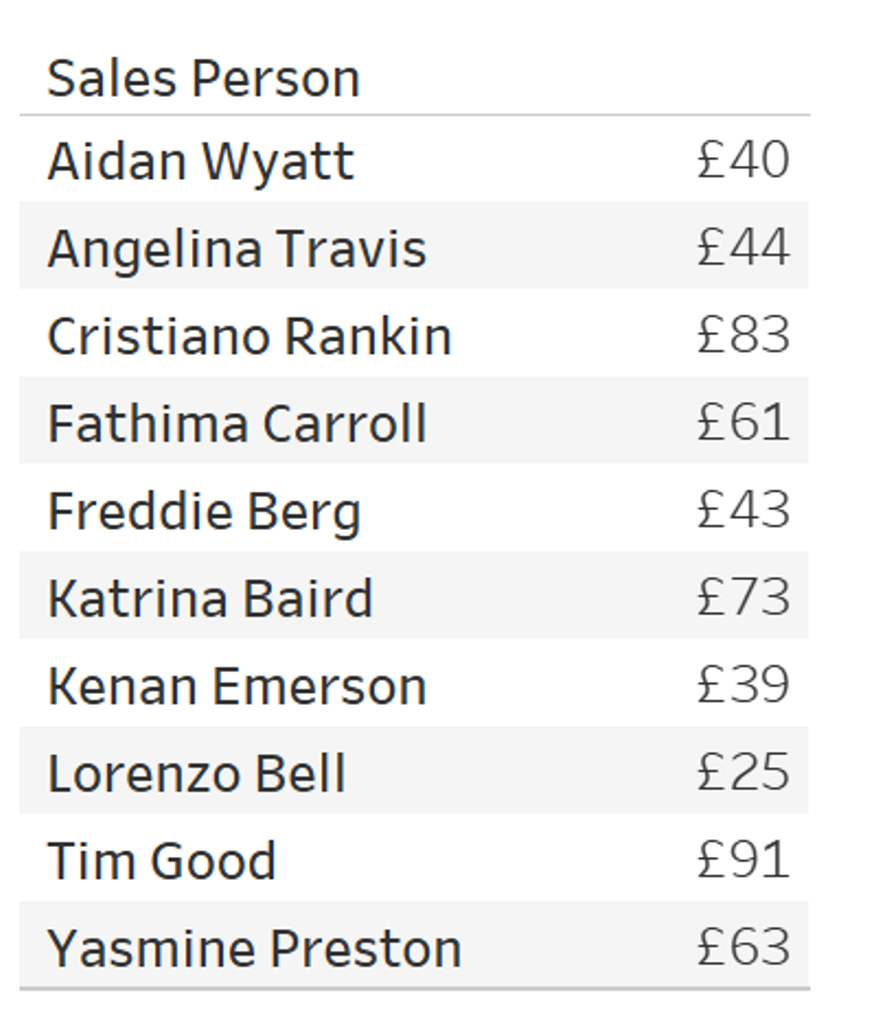 Sales Person
Aidan Wyatt £40
Angelina Travis £44
Cristiano Rankin £83
Fathima Carroll £61
Freddie Berg £43
Katrina Baird £73
Kenan Emerson £39
Lorenzo Bell £25
Tim Good £91
Yasmine Preston £63